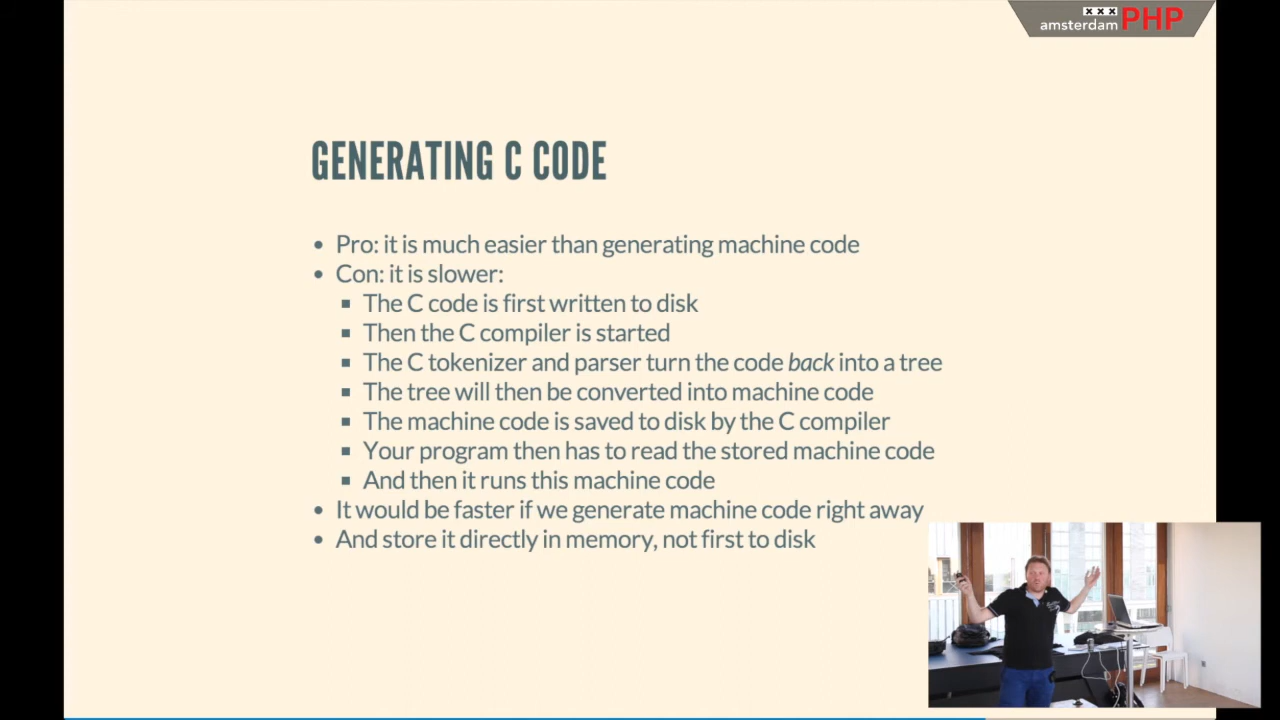 xxx
amsterdamPHP
GENERATING C CODE
• Pro: it is much easier than generating machine code
• Con: it is slower:
▪ The C code is first written to disk
▪ Then the C compiler is started
▪ The C tokenizer and parser turn the code back into a tree
▪ The tree will then be converted into machine code
▪ The machine code is saved to disk by the C compiler
▪ Your program then has to read the stored machine code
▪ And then it runs this machine code
• It would be faster if we generate machine code right away
• And store it directly in memory, not first to disk